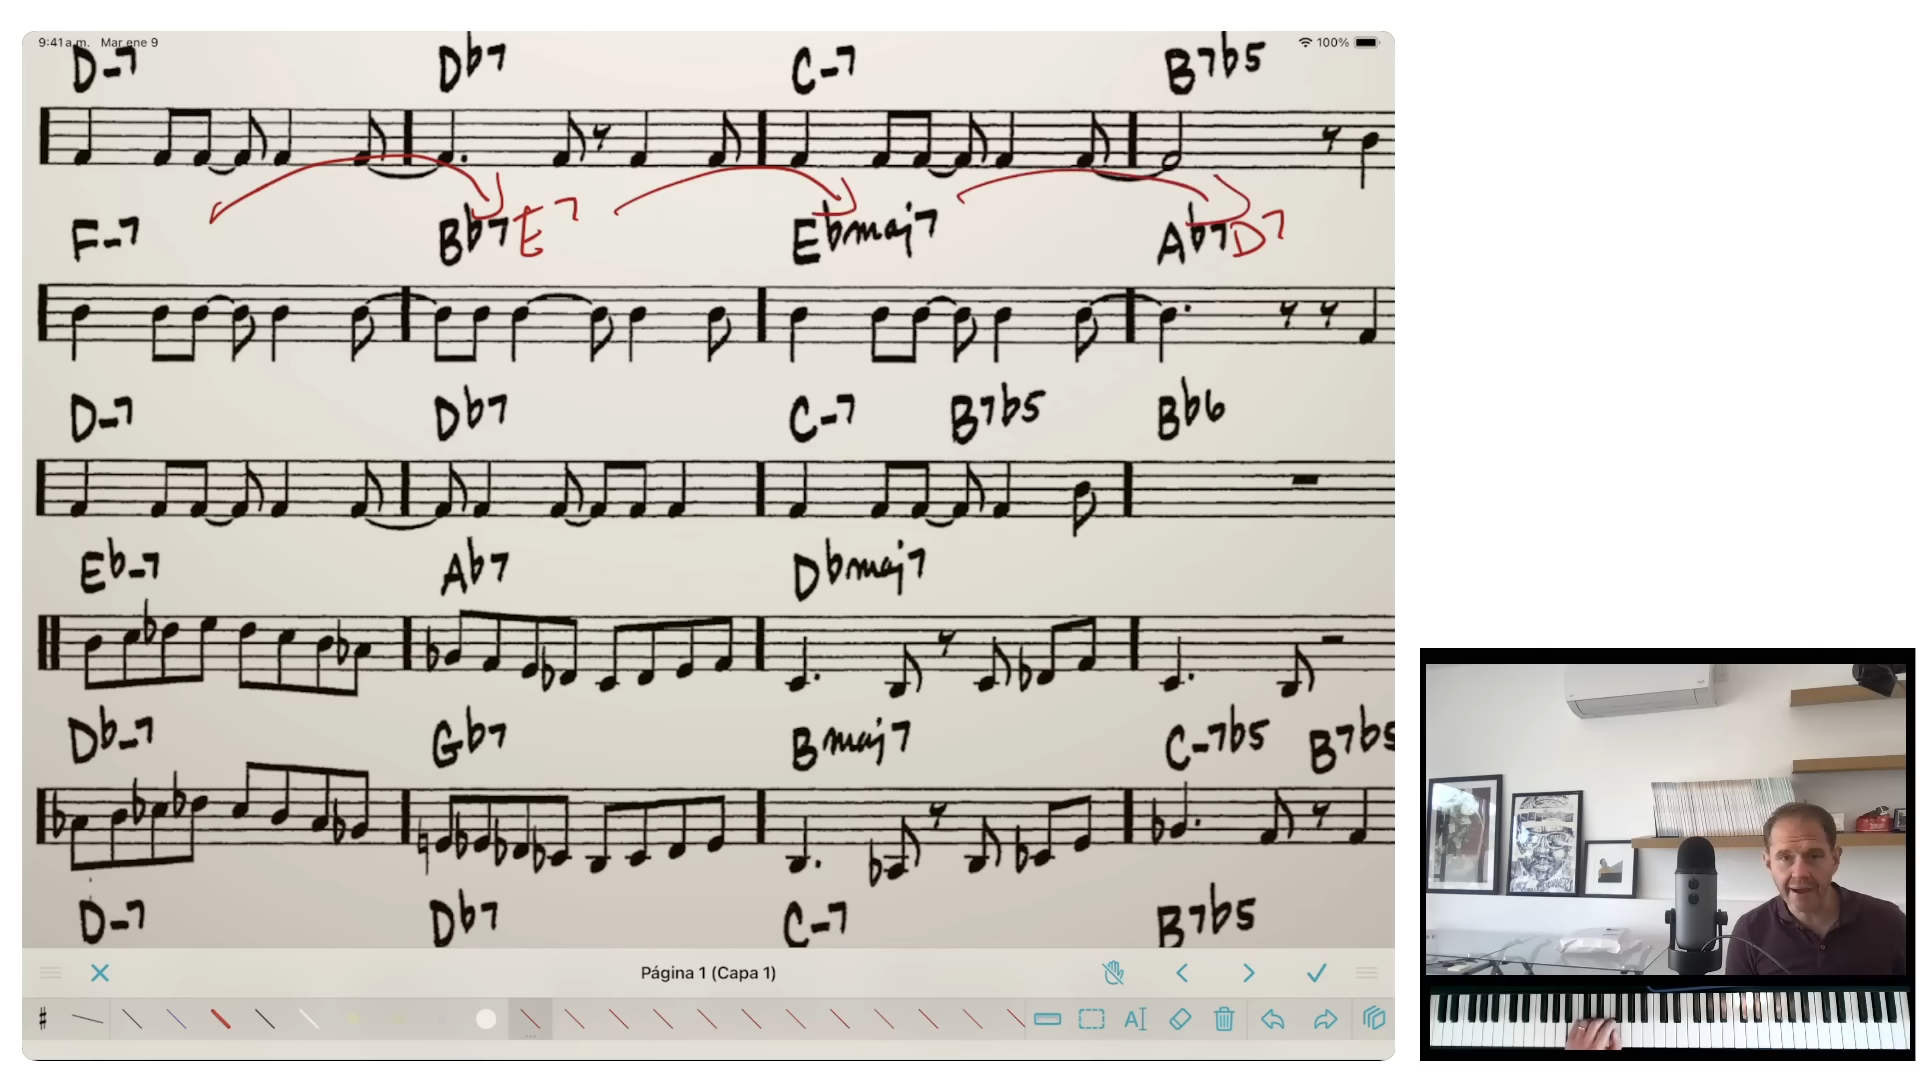 9:41 a.m. Mar ene 9 100%
D-7 Db7 C-7 B7b5
F-7 Bb7 E7 Ebmaj7 Ab7 D7
D-7 Db7 C-7 B7b5 Bb6
Eb-7 Ab7 Dbmaj7
Db-7 Gb7 Bmaj7 C-7b5 B7b5
D-7 Db7 C-7 B7b5
Página 1 (Capa 1)
A